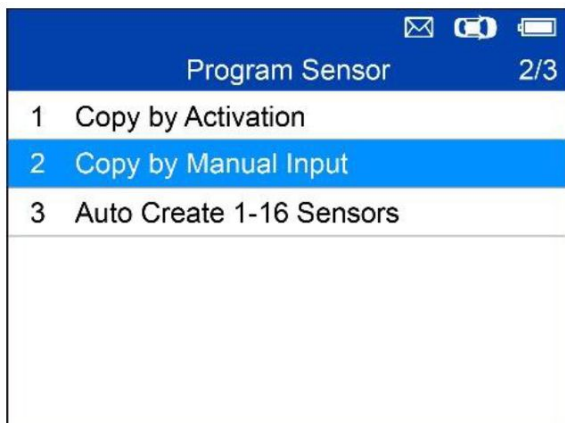 Program Sensor 2/3
1 Copy by Activation
2 Copy by Manual Input
3 Auto Create 1-16 Sensors